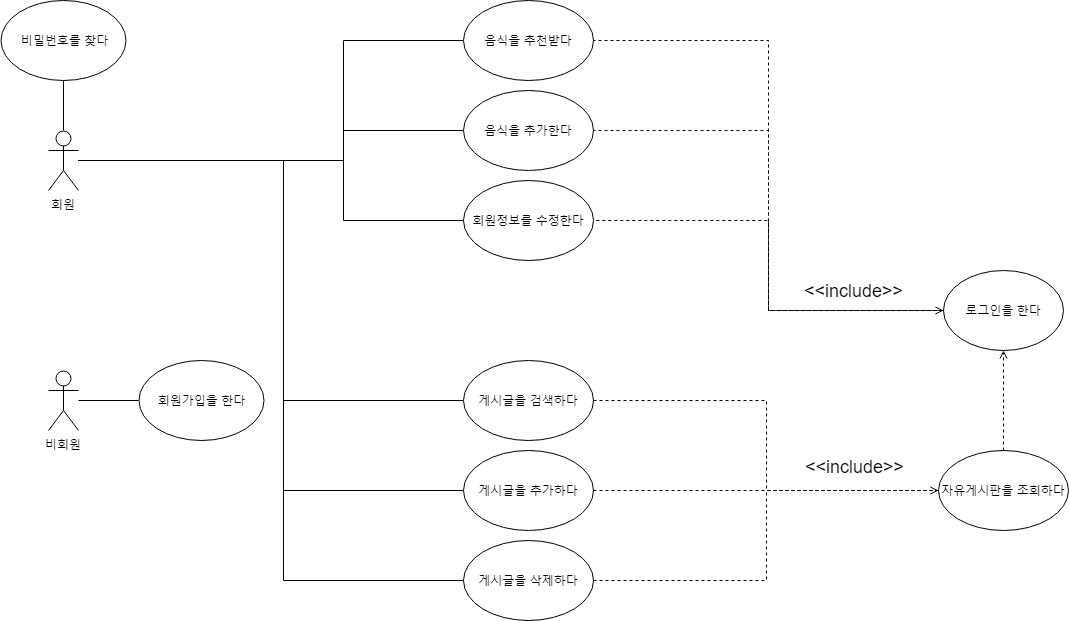 비밀번호를 찾다
음식을 추천받다
음식을 추가한다
회원
회원정보를 수정한다
<<include>>
로그인을 한다
회원가입을 한다
게시글을 검색하다
비회원
<<include>>
게시글을 추가하다
자유게시판을 조회하다
게시글을 삭제하다